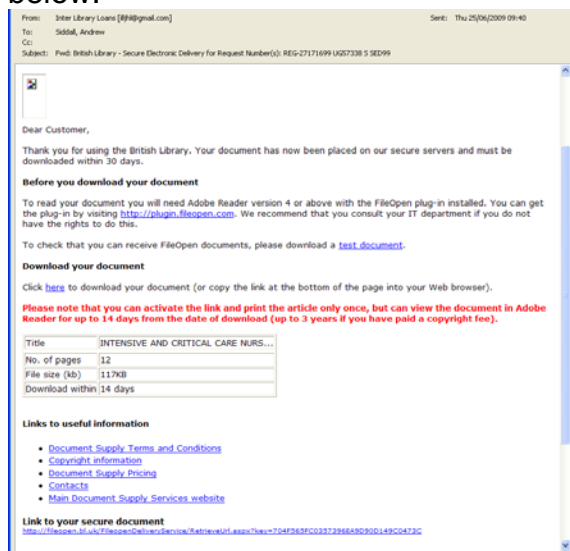 below.
From: Inter Library Loans [illjhl@gmail.com] Sent: Thu 25/06/2009 09:40
To: Siddall, Andrew
Cc:
Subject: Fwd: British Library - Secure Electronic Delivery for Request Number(s): REG-27171699 UG57338 S SED99
Dear Customer,
Thank you for using the British Library. Your document has now been placed on our secure servers and must be
downloaded within 30 days.
Before you download your document
To read your document you will need Adobe Reader version 4 or above with the FileOpen plug-in installed. You can get
the plug-in by visiting http://plugin.fileopen.com. We recommend that you consult your IT department if you do not
have the rights to do this.
To check that you can receive FileOpen documents, please download a test document.
Download your document
Click here to download your document (or copy the link at the bottom of the page into your Web browser).
Please note that you can activate the link and print the article only once, but can view the document in Adobe
Reader for up to 14 days from the date of download (up to 3 years if you have paid a copyright fee).
Title INTENSIVE AND CRITICAL CARE NURS...
No. of pages 12
File size (kb) 117KB
Download within 14 days
Links to useful information
• Document Supply Terms and Conditions
• Copyright information
• Document Supply Pricing
• Contacts
• Main Document Supply Services website
Link to your secure document
http://fileopen.bl.uk/FileopenDeliveryService/RetrieveUrl.aspx?key=704F565FC0357396EA9D90D149C0473C